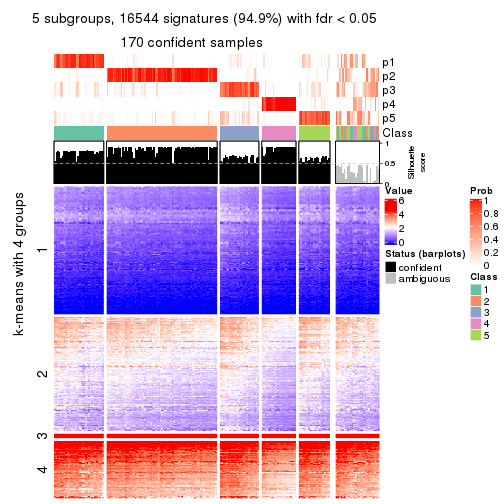 5 subgroups, 16544 signatures (94.9%) with fdr < 0.05
170 confident samples
p1
p2
p3
p4
p5
Class
1
0.5
0
Silhouette
score
k-means with 4 groups
1
2
3
4
Value
6
4
2
0
Status (barplots)
confident
ambiguous
Prob
1
0.8
0.6
0.4
0.2
0
Class
1
2
3
4
5